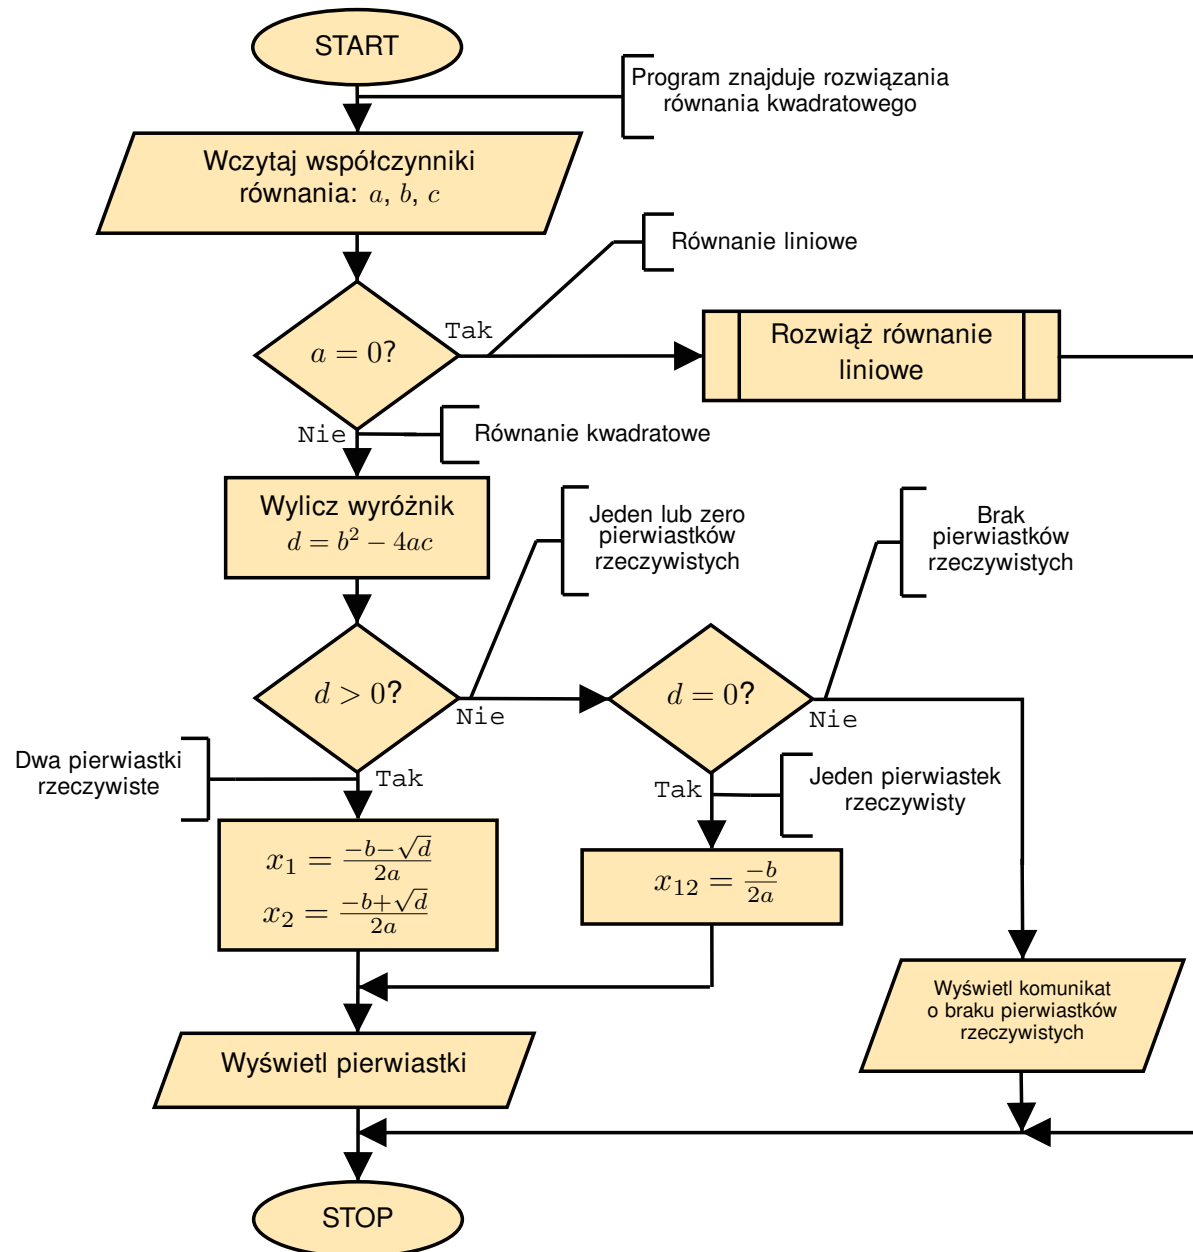 START
Program znajduje rozwiązania
równania kwadratowego
Wczytaj współczynniki
równania: a, b, c
Równanie liniowe
Tak
a = 0?
Rozwiąż równanie
liniowe
Nie
Równanie kwadratowe
Wylicz wyróżnik
d = b² − 4ac
Jeden lub zero
pierwiastków
rzeczywistych
Brak
pierwiastków
rzeczywistych
d > 0?
Nie
d = 0?
Nie
Dwa pierwiastki
rzeczywiste
Tak
Tak
Jeden pierwiastek
rzeczywisty
x₁ = (−b−√d)/(2a)
x₂ = (−b+√d)/(2a)
x₁₂ = −b/(2a)
Wyświetl komunikat
o braku pierwiastków
rzeczywistych
Wyświetl pierwiastki
STOP